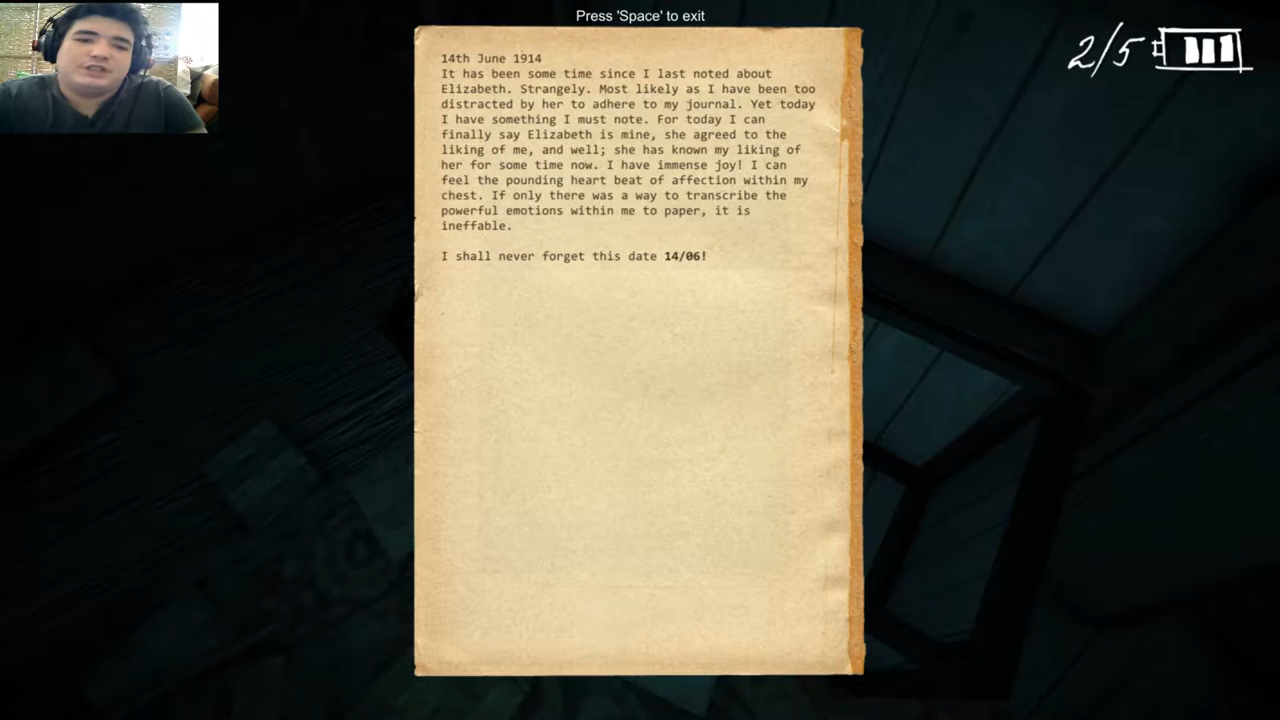 Press 'Space' to exit
2/5
14th June 1914
It has been some time since I last noted about
Elizabeth. Strangely. Most likely as I have been too
distracted by her to adhere to my journal. Yet today
I have something I must note. For today I can
finally say Elizabeth is mine, she agreed to the
liking of me, and well; she has known my liking of
her for some time now. I have immense joy! I can
feel the pounding heart beat of affection within my
chest. If only there was a way to transcribe the
powerful emotions within me to paper, it is
ineffable.
I shall never forget this date 14/06!